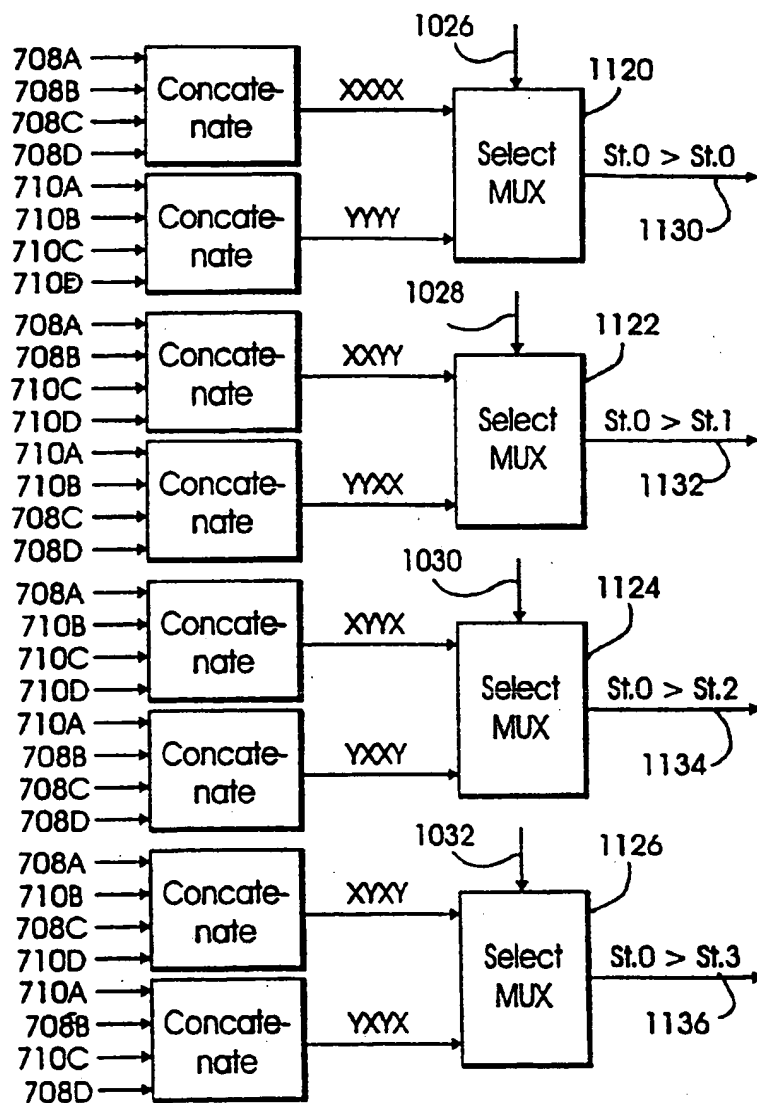 1026
708A
708B
708C
708D
Concate-
nate
XXXX
1120
Select
MUX
St.0 > St.0
1130
710A
710B
710C
710D
Concate-
nate
YYYY
1028
708A
708B
710C
710D
Concate-
nate
XXYY
1122
Select
MUX
St.0 > St.1
1132
710A
710B
708C
708D
Concate-
nate
YYXX
1030
708A
710B
710C
710D
Concate-
nate
XYYX
1124
Select
MUX
St.0 > St.2
1134
710A
708B
708C
708D
Concate-
nate
YXXY
1032
708A
710B
708C
710D
Concate-
nate
XYXY
1126
Select
MUX
St.0 > St.3
1136
710A
708B
710C
708D
Concate-
nate
YXYX